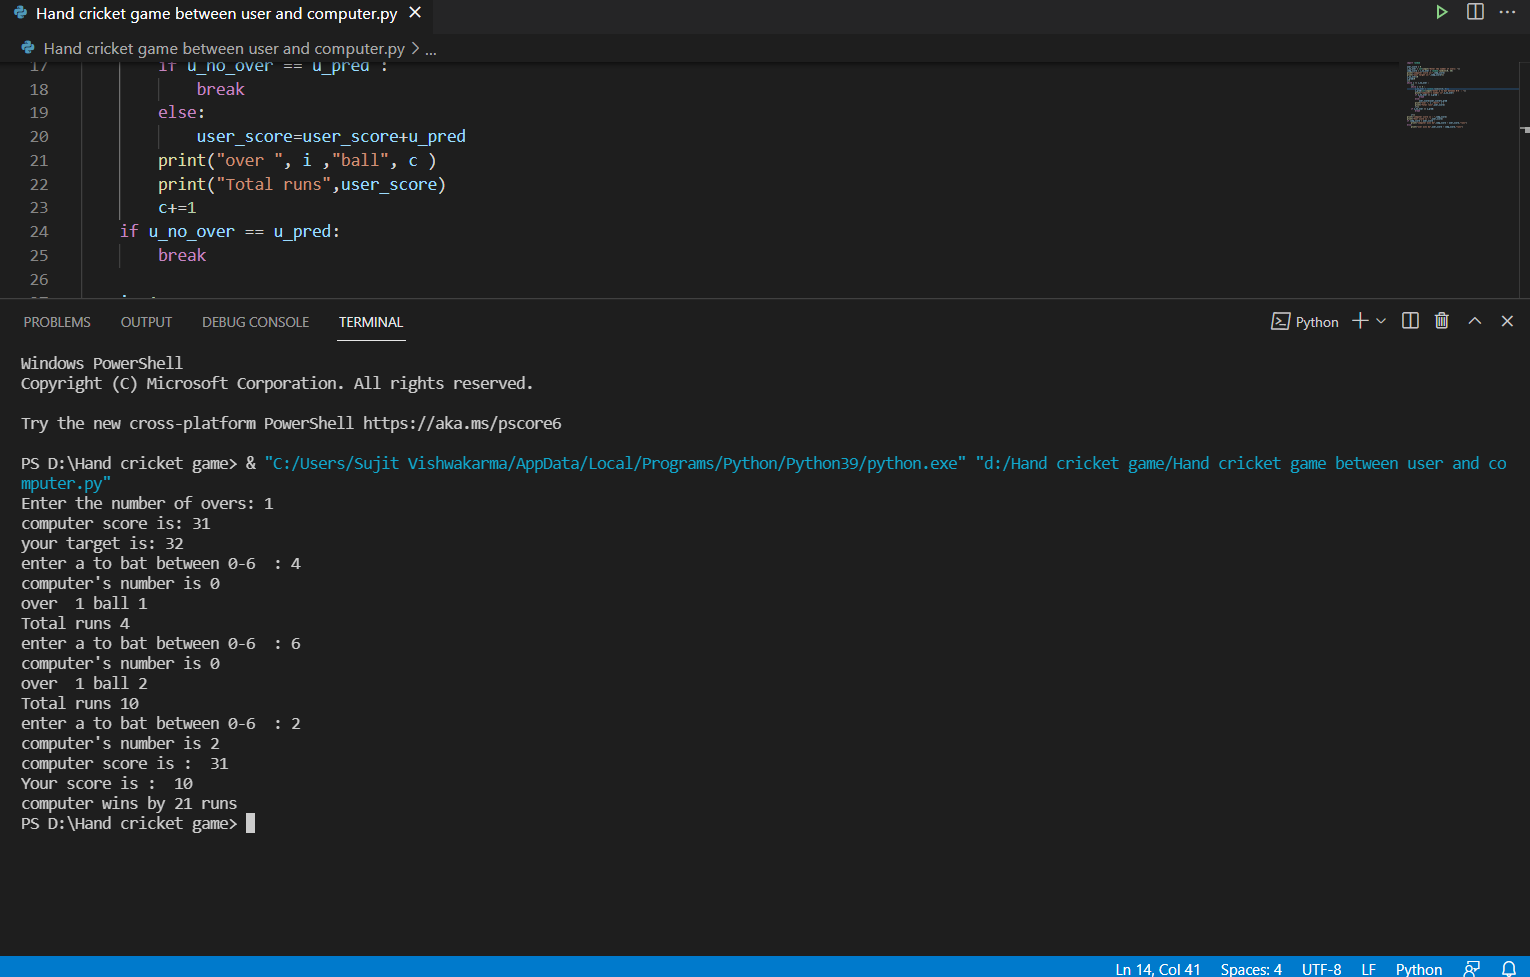 Hand cricket game between user and computer.py
Hand cricket game between user and computer.py > ...
17 if u_no_over == u_pred :
18 break
19 else:
20 user_score=user_score+u_pred
21 print("over ", i ,"ball", c )
22 print("Total runs",user_score)
23 c+=1
24 if u_no_over == u_pred:
25 break
26
PROBLEMS OUTPUT DEBUG CONSOLE TERMINAL Python
Windows PowerShell
Copyright (C) Microsoft Corporation. All rights reserved.
Try the new cross-platform PowerShell https://aka.ms/pscore6
PS D:\Hand cricket game> & "C:/Users/Sujit Vishwakarma/AppData/Local/Programs/Python/Python39/python.exe" "d:/Hand cricket game/Hand cricket game between user and co
mputer.py"
Enter the number of overs: 1
computer score is: 31
your target is: 32
enter a to bat between 0-6  : 4
computer's number is 0
over  1 ball 1
Total runs 4
enter a to bat between 0-6  : 6
computer's number is 0
over  1 ball 2
Total runs 10
enter a to bat between 0-6  : 2
computer's number is 2
computer score is :  31
Your score is :  10
computer wins by 21 runs
PS D:\Hand cricket game>
Ln 14, Col 41 Spaces: 4 UTF-8 LF Python